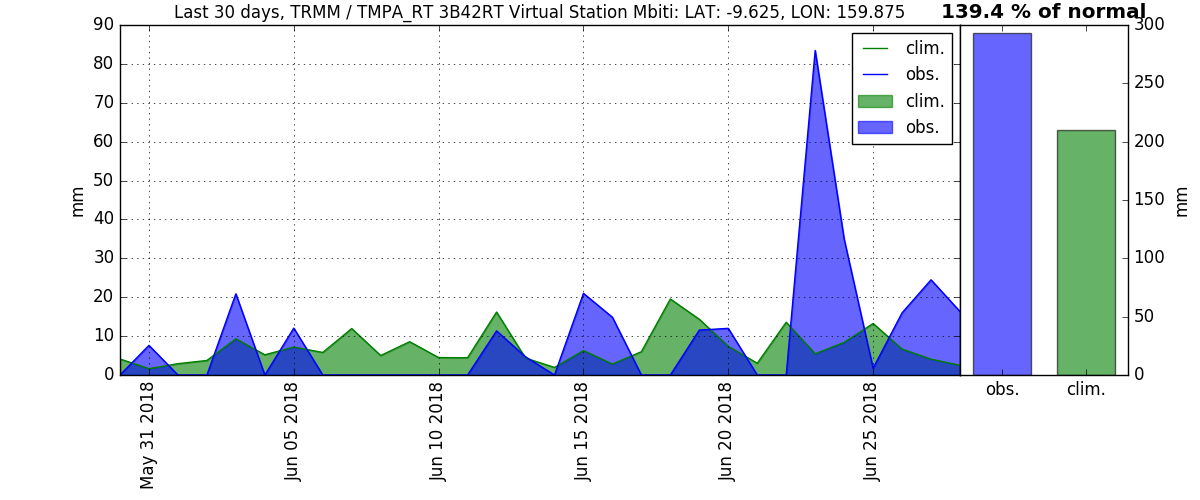 Last 30 days, TRMM / TMPA_RT 3B42RT Virtual Station Mbiti: LAT: -9.625, LON: 159.875
139.4 % of normal
90
80
70
60
50
40
30
20
10
0
mm
clim.
obs.
clim.
obs.
300
250
200
150
100
50
0
mm
May 31 2018
Jun 05 2018
Jun 10 2018
Jun 15 2018
Jun 20 2018
Jun 25 2018
obs.
clim.